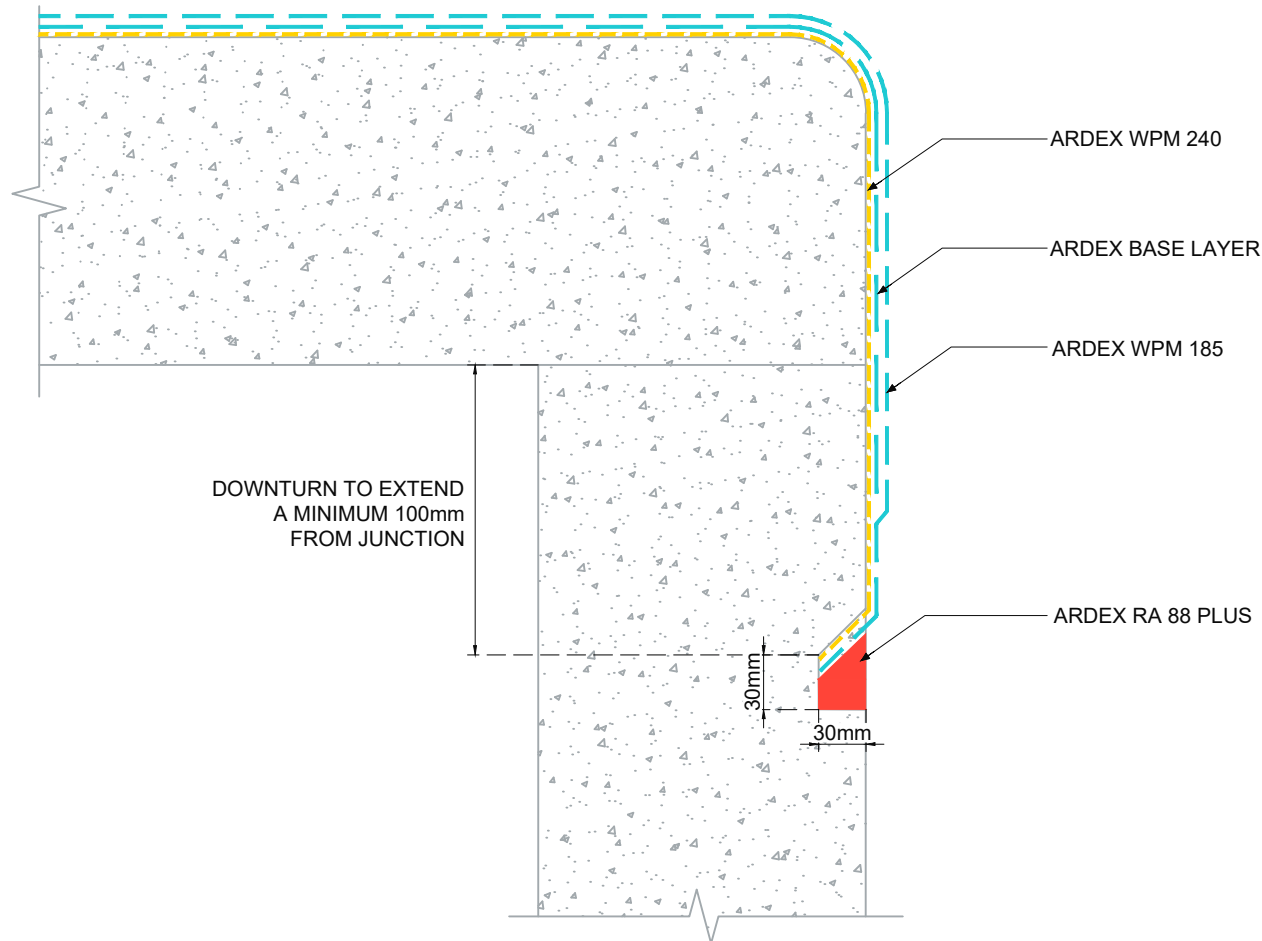 ARDEX WPM 240
ARDEX BASE LAYER
ARDEX WPM 185
DOWNTURN TO EXTEND
A MINIMUM 100mm
FROM JUNCTION
ARDEX RA 88 PLUS
30mm
30mm